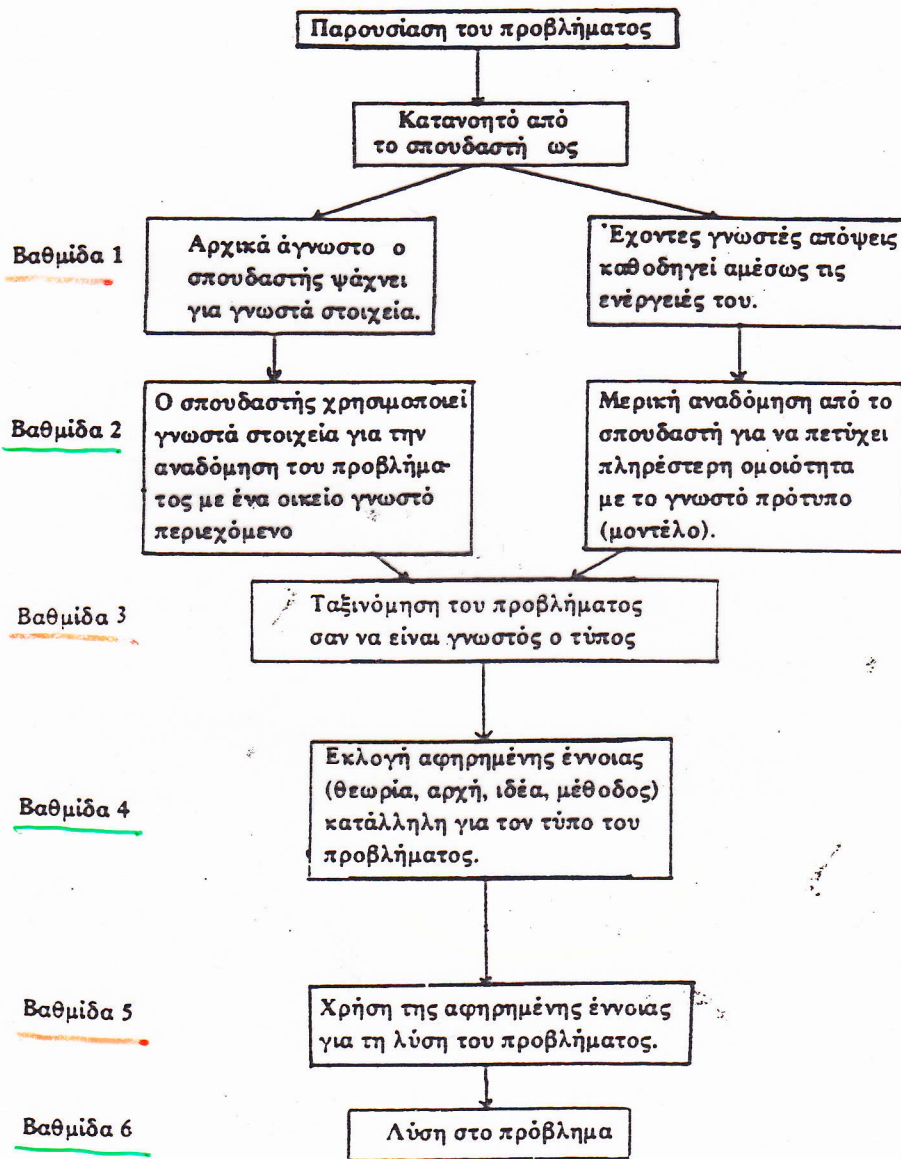 Παρουσίαση του προβλήματος
Κατανοητό από
το σπουδαστή ως
Βαθμίδα 1
Αρχικά άγνωστο ο
σπουδαστής ψάχνει
για γνωστά στοιχεία.
Έχοντες γνωστές απόψεις
καθοδηγεί αμέσως τις
ενέργειές του.
Βαθμίδα 2
Ο σπουδαστής χρησιμοποιεί
γνωστά στοιχεία για την
αναδόμηση του προβλήμα-
τος με ένα οικείο γνωστό
περιεχόμενο
Μερική αναδόμηση από το
σπουδαστή για να πετύχει
πληρέστερη ομοιότητα
με το γνωστό πρότυπο
(μοντέλο).
Βαθμίδα 3
Ταξινόμηση του προβλήματος
σαν να είναι γνωστός ο τύπος
Βαθμίδα 4
Εκλογή αφηρημένης έννοιας
(θεωρία, αρχή, ιδέα, μέθοδος)
κατάλληλη για τον τύπο του
προβλήματος.
Βαθμίδα 5
Χρήση της αφηρημένης έννοιας
για τη λύση του προβλήματος.
Βαθμίδα 6
Λύση στο πρόβλημα